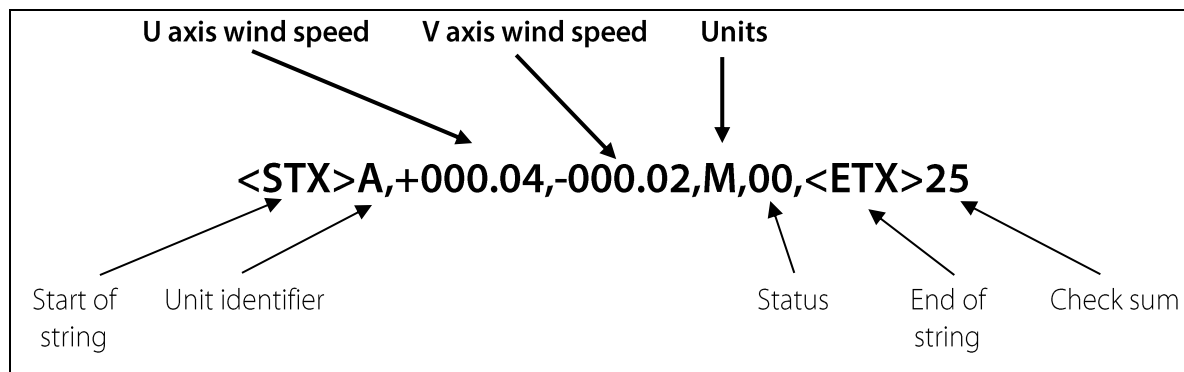 U axis wind speed V axis wind speed Units
<STX>A,+000.04,-000.02,M,00,<ETX>25
Start of string Unit identifier Status End of string Check sum